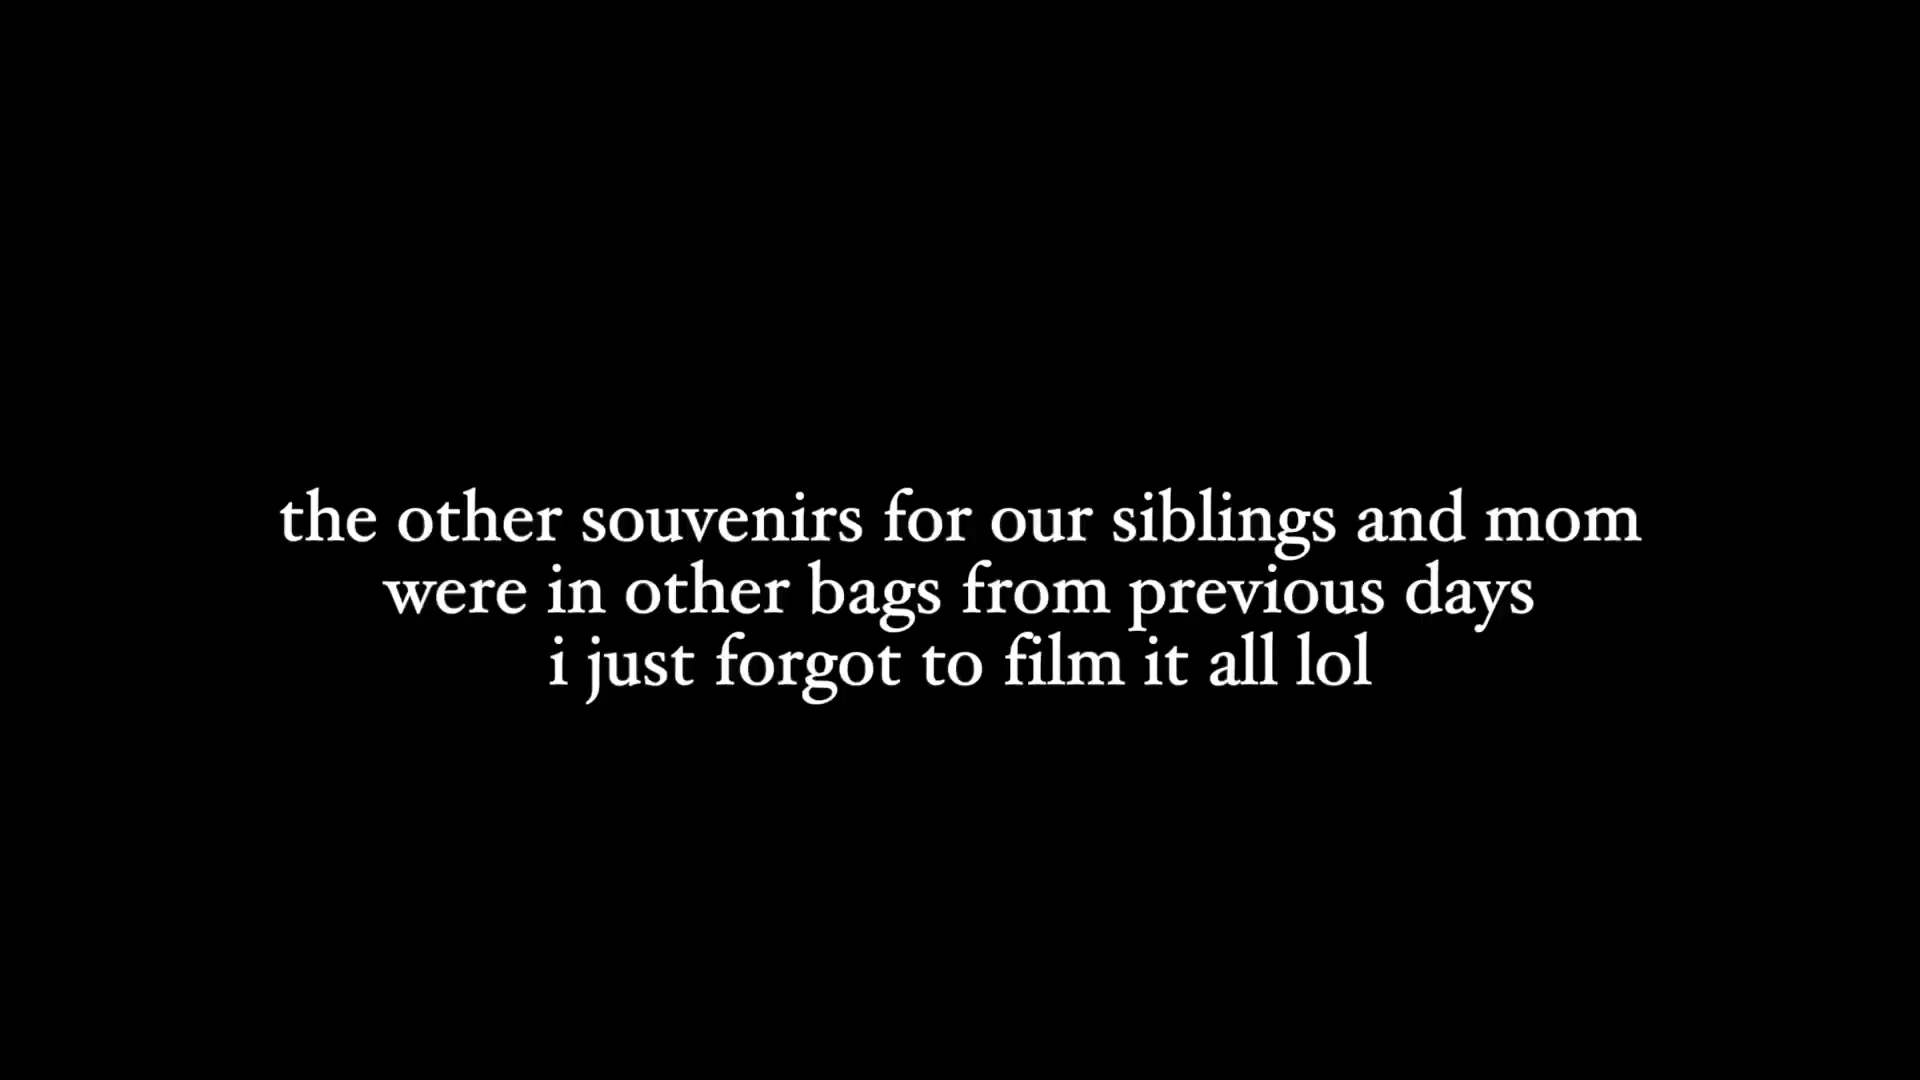 the other souvenirs for our siblings and mom
were in other bags from previous days
i just forgot to film it all lol